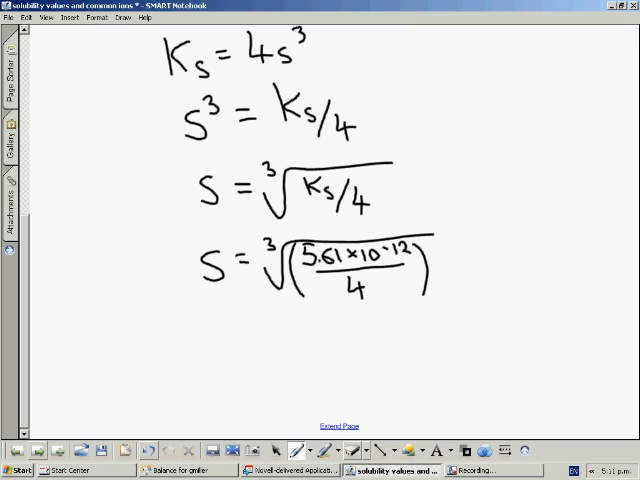 solubility values and common ions * - SMART Notebook
File Edit View Insert Format Draw Help
Page Sorter
Gallery
Attachments
Ks = 4s³
s³ = Ks/4
s = ³√Ks/4
s = ³√(5.61×10⁻¹²/4)
Extend Page
Start Start Center Balance for gmiller Novell-delivered Applicati... solubility values and ... Recording... EN « 5:11 p.m.